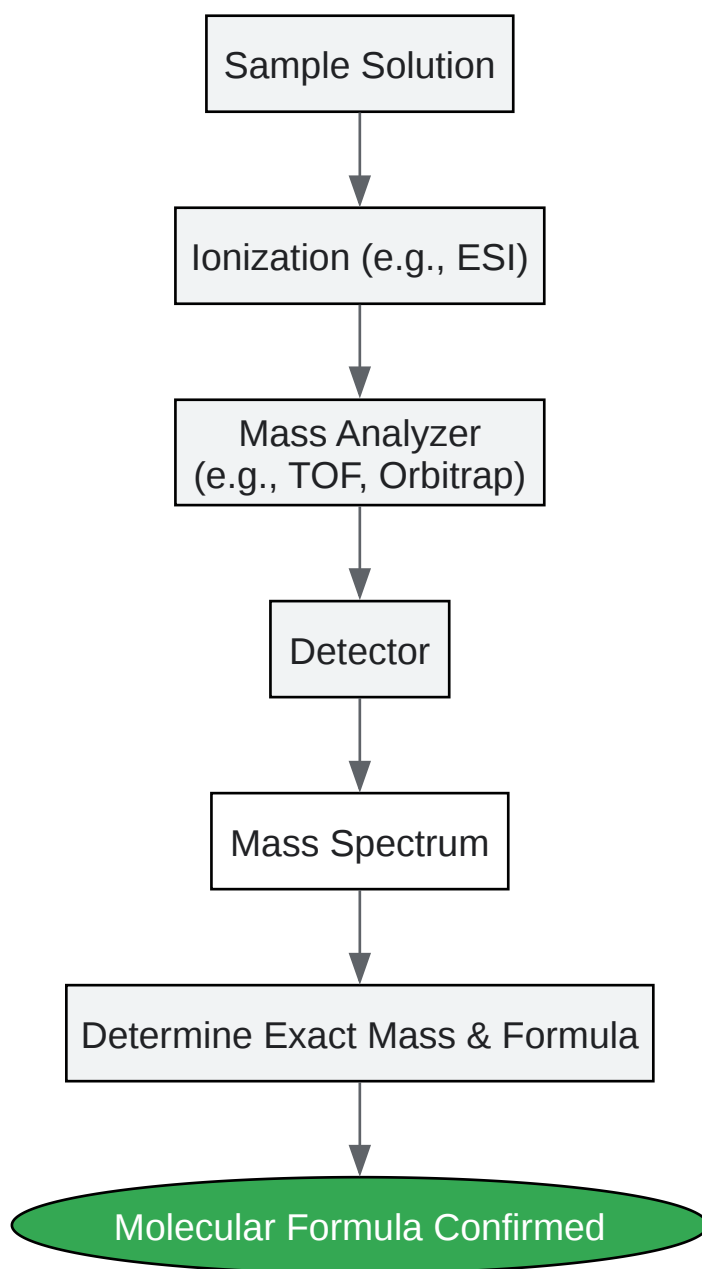 Sample Solution
Ionization (e.g., ESI)
Mass Analyzer
(e.g., TOF, Orbitrap)
Detector
Mass Spectrum
Determine Exact Mass & Formula
Molecular Formula Confirmed